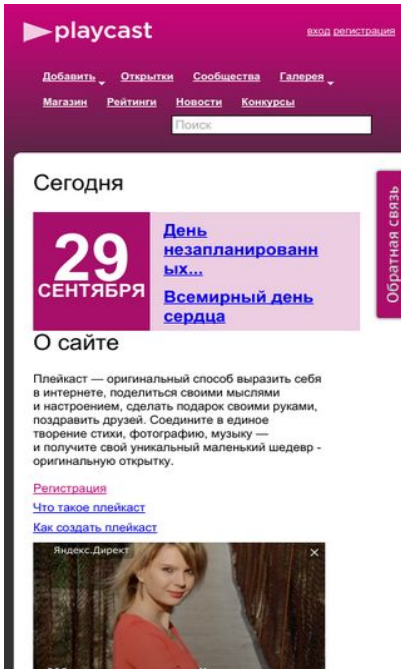 playcast
вход регистрация
Добавить Открытки Сообщества Галерея
Магазин Рейтинги Новости Конкурсы
Поиск
Обратная связь
Сегодня
29
СЕНТЯБРЯ
День
незапланированн
ых...
Всемирный день
сердца
О сайте
Плейкаст — оригинальный способ выразить себя
в интернете, поделиться своими мыслями
и настроением, сделать подарок своими руками,
поздравить друзей. Соедините в единое
творение стихи, фотографию, музыку —
и получите свой уникальный маленький шедевр -
оригинальную открытку.
Регистрация
Что такое плейкаст
Как создать плейкаст
Яндекс.Директ